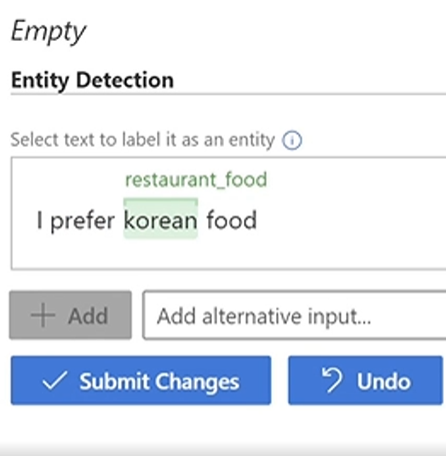 Empty
Entity Detection
Select text to label it as an entity
restaurant_food
I prefer korean food
Add
Add alternative input...
Submit Changes
Undo